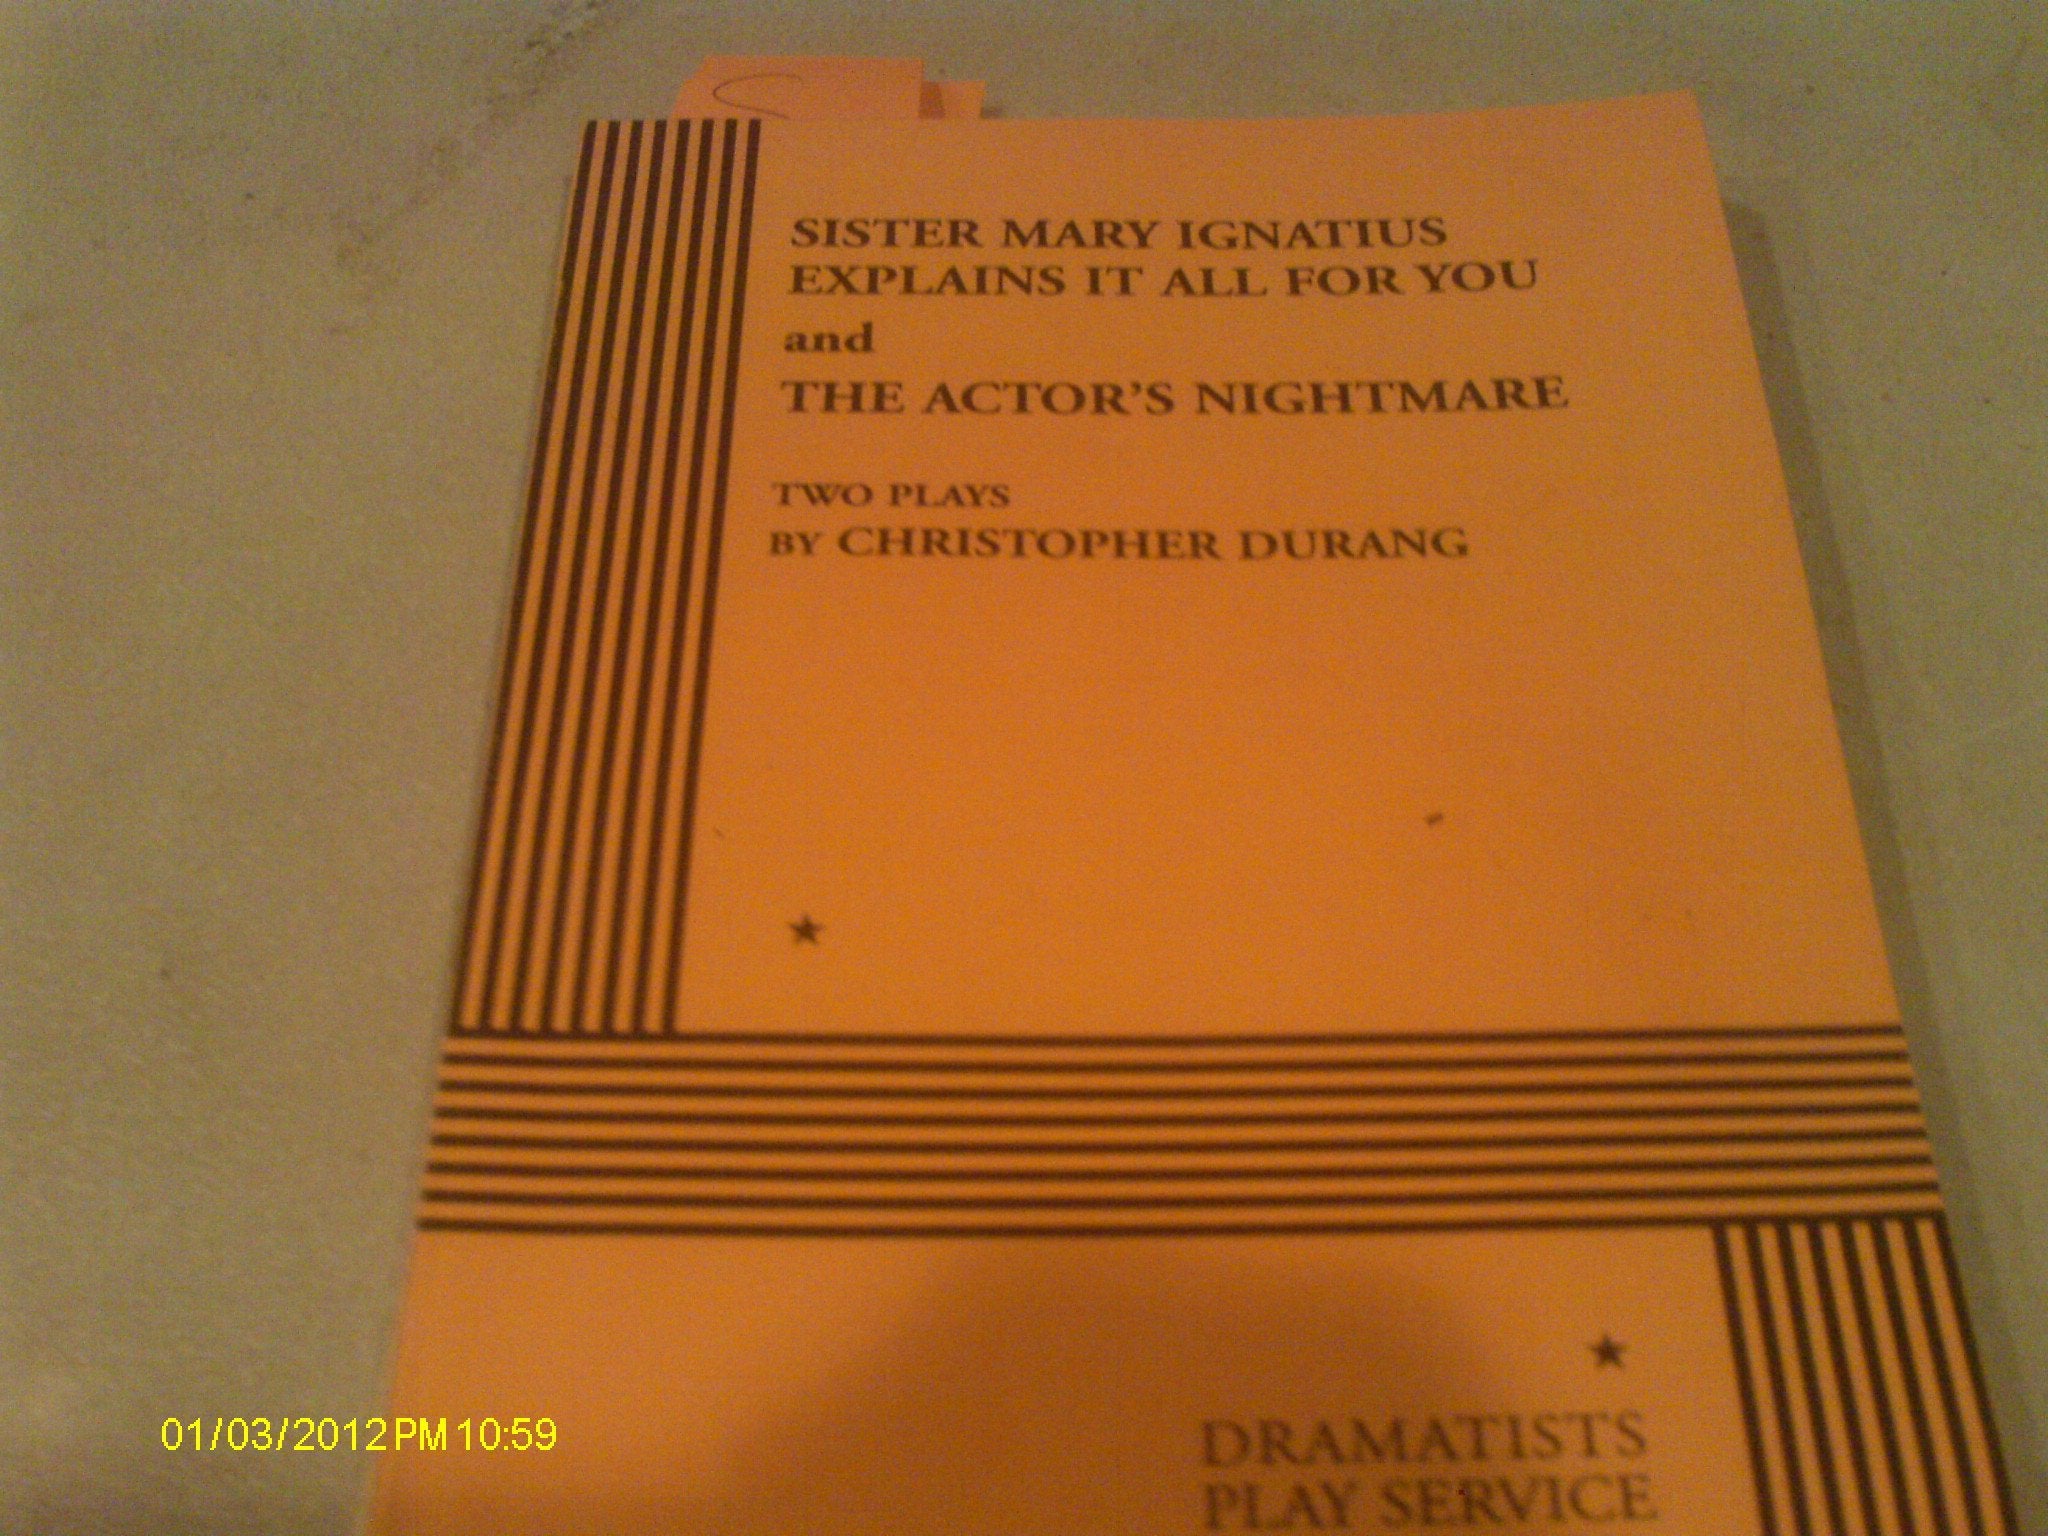 SISTER MARY IGNATIUS
EXPLAINS IT ALL FOR YOU
and
THE ACTOR'S NIGHTMARE
TWO PLAYS
BY CHRISTOPHER DURANG
DRAMATISTS
PLAY SERVICE
01/03/2012 PM 10:59